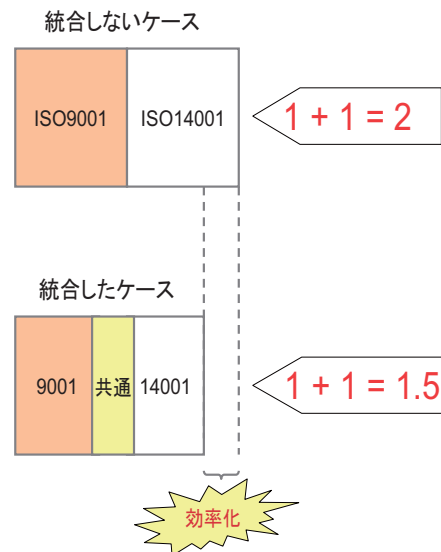 統合しないケース
ISO9001
ISO14001
1 + 1 = 2
統合したケース
9001
共通
14001
1 + 1 = 1.5
効率化